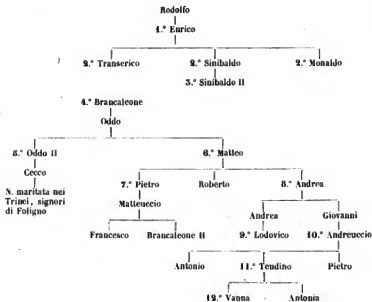 Rodolfo
1.° Enrico
2.° Transerico 2.° Sinibaldo 2.° Monaldo
3.° Sinibaldo II
4.° Brancaleone
Oddo
5.° Oddo II 6.° Matteo
Cecco
N. maritata nei
Trinci, signori
di Foligno
7.° Pietro Roberto 8.° Andrea
Matteuccio
Andrea Giovanni
Francesco Brancaleone II 9.° Lodovico 10.° Andreuccio
Antonio 11.° Teudino Pietro
12.° Vanna Antonia